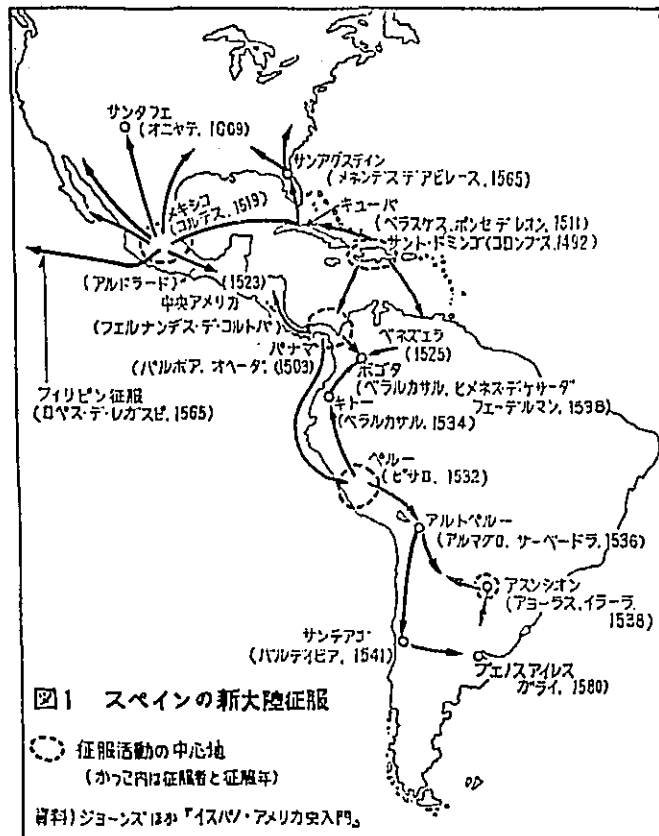 サンタフェ
(オニャテ, 1609)
サンアグスティン
(メネンデスデアビレース, 1565)
メキシコ
(コルテス, 1519)
キューバ
(ベラスケス, ポンセデレオン, 1511)
サント・ドミンゴ(コロンブス, 1492)
(アルドラード)
(1523)
中央アメリカ
(フェルナンデス・デ・コルドバ)
パナマ
(バルボア, オヘーダ, 1503)
ベネズエラ
(1525)
ボゴタ
(ベラルカサル, ヒメネス・デ・ケサーダ
フェーデルマン, 1538)
フィリピン征服
(ロペス・デ・レガスピ, 1565)
キトー
(ベラルカサル, 1534)
ペルー
(ピサロ, 1532)
アルトペルー
(アルマグロ, サーベードラ, 1536)
アスンシオン
(アヨーラス, イラーラ,
1538)
サンチアゴ
(バルディビア, 1541)
ブエノスアイレス
ガライ, 1580)
図1 スペインの新大陸征服
征服活動の中心地
(かっこ内は征服者と征服年)
資料)ジョーンズほか『イスパノ・アメリカ史入門』